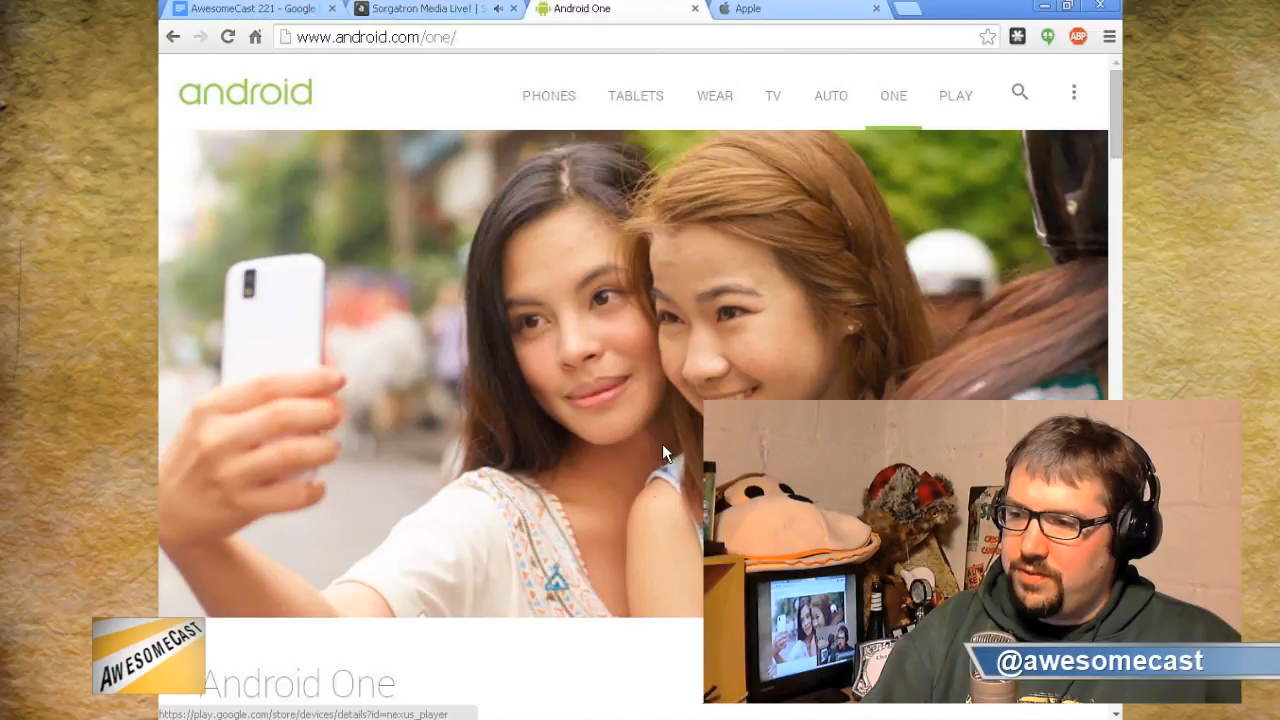 AwesomeCast 221 - Google
Sorgatron Media Live! | S
Android One
Apple
www.android.com/one/
ABP
android
PHONES
TABLETS
WEAR
TV
AUTO
ONE
PLAY
AWESOMECAST
@awesomecast
Android One
https://play.google.com/store/devices/details?id=nexus_player